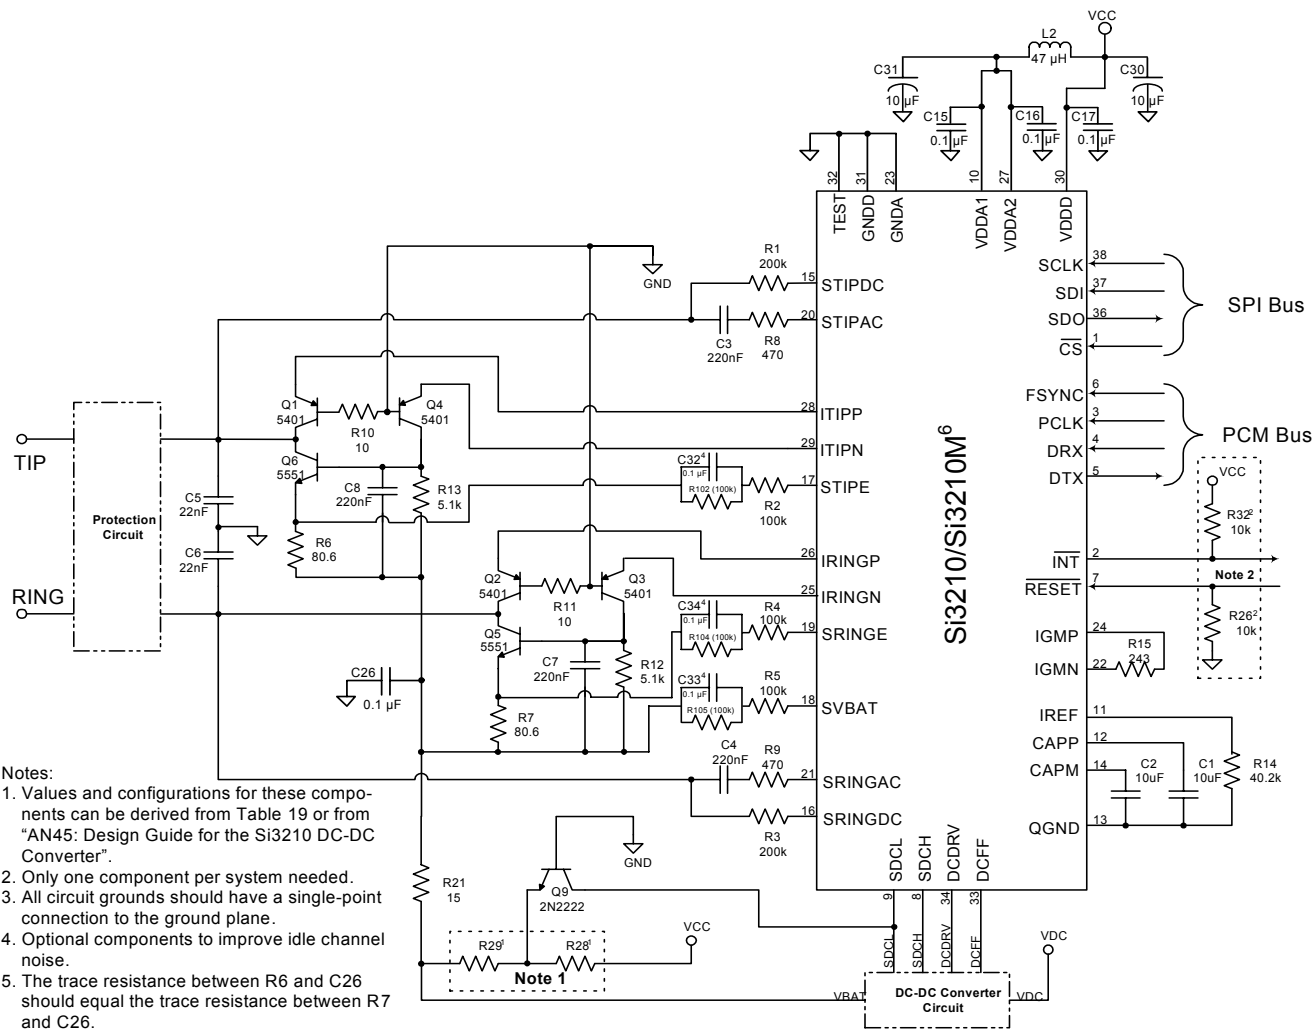 VCC
L2
47 µH
C31
10 µF
C30
10 µF
C15
0.1 µF
C16
0.1 µF
C17
0.1 µF
32
31
23
10
27
30
TEST
GNDD
GNDA
VDDA1
VDDA2
VDDD
GND
R1
200k
15
STIPDC
20
STIPAC
C3
220nF
R8
470
SCLK
38
SDI
37
SDO
36
CS
1
SPI Bus
FSYNC
6
PCLK
3
DRX
4
DTX
5
PCM Bus
Q1
5401
R10
10
Q4
5401
28
ITIPP
29
ITIPN
TIP
Q6
5551
C8
220nF
R13
5.1k
C32⁴
0.1 µF
R102 (100k)
R2
100k
17
STIPE
Protection
Circuit
C5
22nF
C6
22nF
R6
80.6
RING
Si3210/Si3210M⁶
VCC
R32²
10k
INT
2
Note 2
RESET
7
R26²
10k
Q2
5401
R11
10
Q3
5401
26
IRINGP
25
IRINGN
C34⁴
0.1 µF
R104 (100k)
R4
100k
19
SRINGE
Q5
5551
C7
220nF
R12
5.1k
C33⁴
0.1 µF
R105 (100k)
R5
100k
18
SVBAT
IGMP
24
R15
243
IGMN
22
C26
0.1 µF
R7
80.6
C4
220nF
R9
470
21
SRINGAC
16
SRINGDC
R3
200k
IREF
11
CAPP
12
CAPM
14
C2
10uF
C1
10uF
R14
40.2k
QGND
13
SDCL
SDCH
DCDRV
DCFF
9
8
34
33
GND
Q9
2N2222
R21
15
R29¹
R28¹
Note 1
VCC
SDCL
SDCH
DCDRV
DCFF
VDC
VBAT
DC-DC Converter
Circuit
VDC
Notes:
1. Values and configurations for these compo-
nents can be derived from Table 19 or from
“AN45: Design Guide for the Si3210 DC-DC
Converter”.
2. Only one component per system needed.
3. All circuit grounds should have a single-point
connection to the ground plane.
4. Optional components to improve idle channel
noise.
5. The trace resistance between R6 and C26
should equal the trace resistance between R7
and C26.